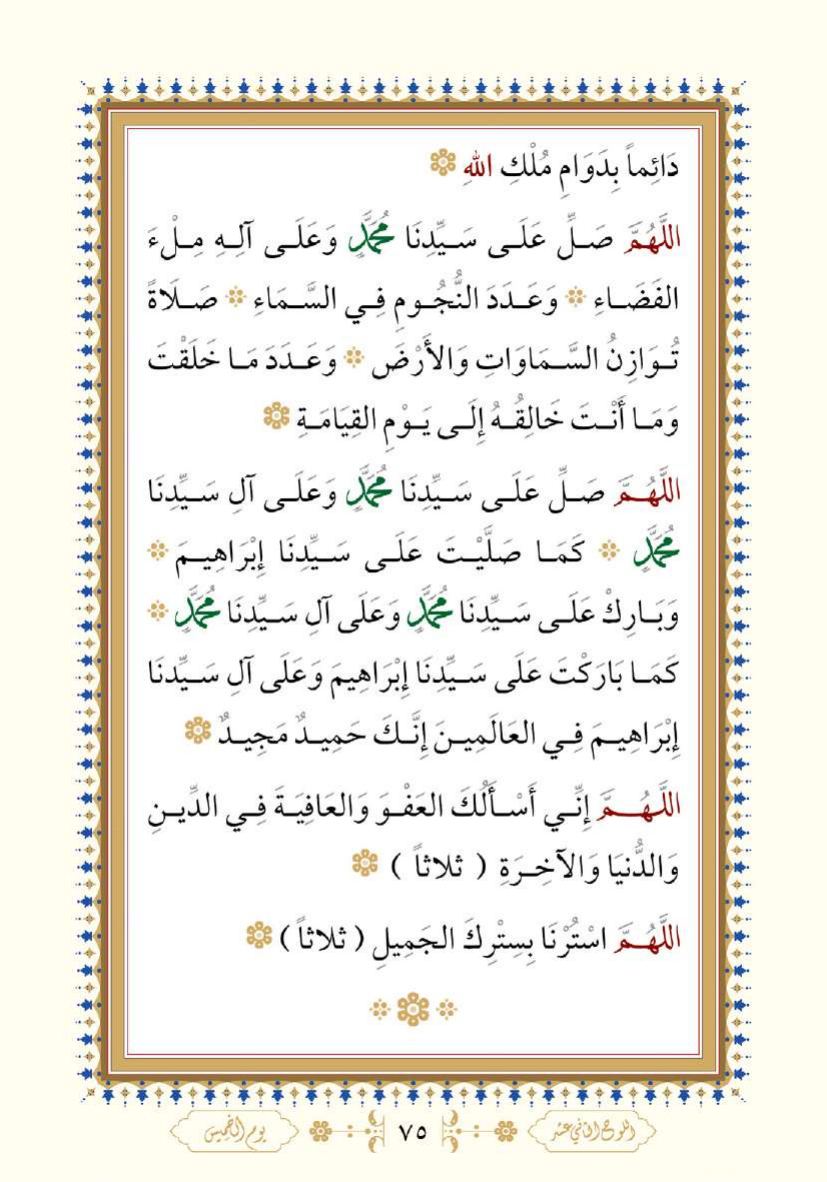 دَائِماً بِدَوَامِ مُلْكِ اللهِ
اللَّهُمَّ صَلِّ عَلَى سَيِّدِنَا مُحَمَّدٍ وَعَلَى آلِهِ مِلْءَ
الفَضَاءِ وَعَدَدَ النُّجُومِ فِي السَّمَاءِ صَلَاةً
تُوَازِنُ السَّمَاوَاتِ وَالأَرْضَ وَعَدَدَ مَا خَلَقْتَ
وَمَا أَنْتَ خَالِقُهُ إِلَى يَوْمِ القِيَامَةِ
اللَّهُمَّ صَلِّ عَلَى سَيِّدِنَا مُحَمَّدٍ وَعَلَى آلِ سَيِّدِنَا
مُحَمَّدٍ كَمَا صَلَّيْتَ عَلَى سَيِّدِنَا إِبْرَاهِيمَ
وَبَارِكْ عَلَى سَيِّدِنَا مُحَمَّدٍ وَعَلَى آلِ سَيِّدِنَا مُحَمَّدٍ
كَمَا بَارَكْتَ عَلَى سَيِّدِنَا إِبْرَاهِيمَ وَعَلَى آلِ سَيِّدِنَا
إِبْرَاهِيمَ فِي العَالَمِينَ إِنَّكَ حَمِيدٌ مَجِيدٌ
اللَّهُمَّ إِنِّي أَسْأَلُكَ العَفْوَ وَالعَافِيَةَ فِي الدِّينِ
وَالدُّنيَا وَالآخِرَةِ ( ثلاثاً )
اللَّهُمَّ اسْتُرْنَا بِسِتْرِكَ الجَمِيلِ ( ثلاثاً )
اللوح الثاني عشر ٧٥ يوم الخميس